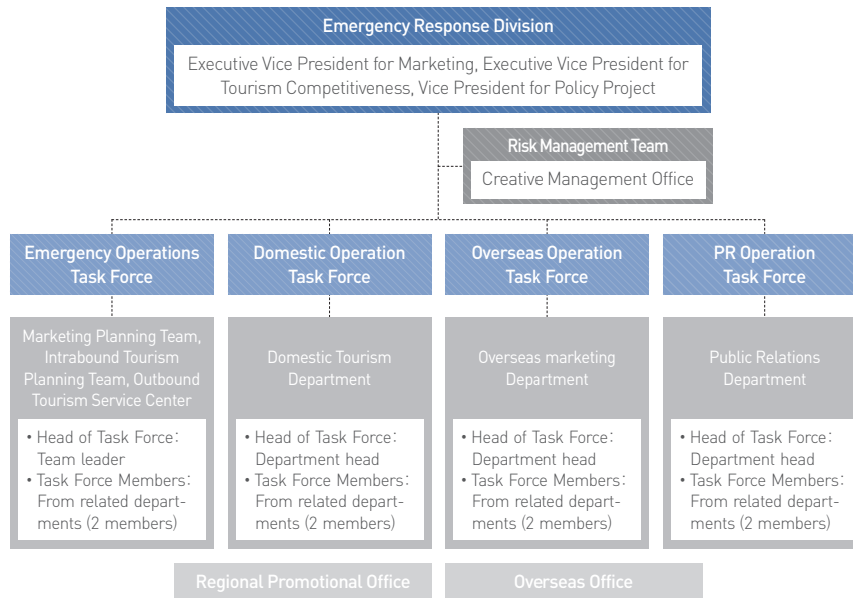 Emergency Response Division
Executive Vice President for Marketing, Executive Vice President for
Tourism Competitiveness, Vice President for Policy Project
Risk Management Team
Creative Management Office
Emergency Operations
Task Force
Domestic Operation
Task Force
Overseas Operation
Task Force
PR Operation
Task Force
Marketing Planning Team,
Intrabound Tourism
Planning Team, Outbound
Tourism Service Center
Domestic Tourism
Department
Overseas marketing
Department
Public Relations
Department
• Head of Task Force:
Team leader
• Task Force Members:
From related depart-
ments (2 members)
• Head of Task Force:
Department head
• Task Force Members:
From related depart-
ments (2 members)
• Head of Task Force:
Department head
• Task Force Members:
From related depart-
ments (2 members)
• Head of Task Force:
Department head
• Task Force Members:
From related depart-
ments (2 members)
Regional Promotional Office
Overseas Office